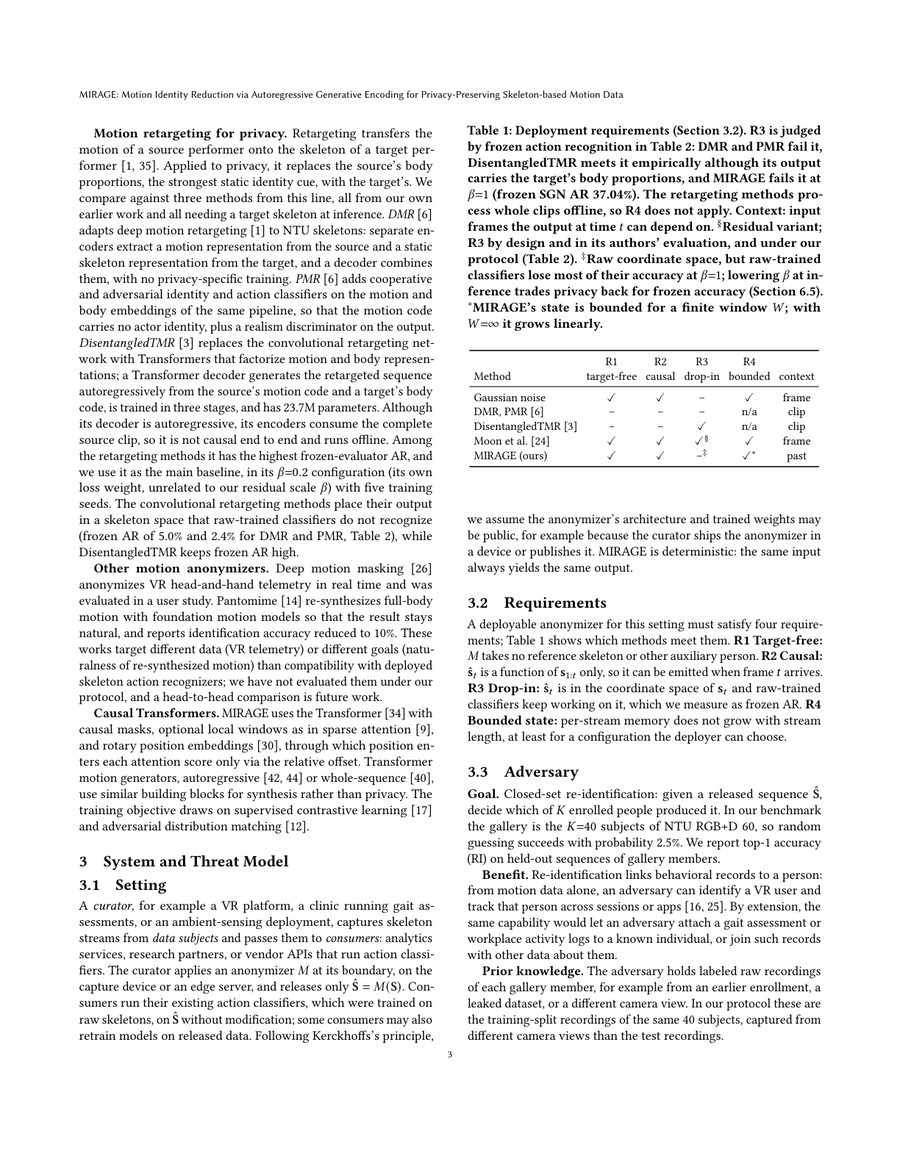 MIRAGE: Motion Identity Reduction via Autoregressive Generative Encoding for Privacy-Preserving Skeleton-based Motion Data
Motion retargeting for privacy. Retargeting transfers the
motion of a source performer onto the skeleton of a target per-
former [1, 35]. Applied to privacy, it replaces the source's body
proportions, the strongest static identity cue, with the target's. We
compare against three methods from this line, all from our own
earlier work and all needing a target skeleton at inference. DMR [6]
adapts deep motion retargeting [1] to NTU skeletons: separate en-
coders extract a motion representation from the source and a static
skeleton representation from the target, and a decoder combines
them, with no privacy-specific training. PMR [6] adds cooperative
and adversarial identity and action classifiers on the motion and
body embeddings of the same pipeline, so that the motion code
carries no actor identity, plus a realism discriminator on the output.
DisentangledTMR [3] replaces the convolutional retargeting net-
work with Transformers that factorize motion and body represen-
tations; a Transformer decoder generates the retargeted sequence
autoregressively from the source's motion code and a target's body
code, is trained in three stages, and has 23.7M parameters. Although
its decoder is autoregressive, its encoders consume the complete
source clip, so it is not causal end to end and runs offline. Among
the retargeting methods it has the highest frozen-evaluator AR, and
we use it as the main baseline, in its β=0.2 configuration (its own
loss weight, unrelated to our residual scale β) with five training
seeds. The convolutional retargeting methods place their output
in a skeleton space that raw-trained classifiers do not recognize
(frozen AR of 5.0% and 2.4% for DMR and PMR, Table 2), while
DisentangledTMR keeps frozen AR high.
Other motion anonymizers. Deep motion masking [26]
anonymizes VR head-and-hand telemetry in real time and was
evaluated in a user study. Pantomime [14] re-synthesizes full-body
motion with foundation motion models so that the result stays
natural, and reports identification accuracy reduced to 10%. These
works target different data (VR telemetry) or different goals (natu-
ralness of re-synthesized motion) than compatibility with deployed
skeleton action recognizers; we have not evaluated them under our
protocol, and a head-to-head comparison is future work.
Causal Transformers. MIRAGE uses the Transformer [34] with
causal masks, optional local windows as in sparse attention [9],
and rotary position embeddings [30], through which position en-
ters each attention score only via the relative offset. Transformer
motion generators, autoregressive [42, 44] or whole-sequence [40],
use similar building blocks for synthesis rather than privacy. The
training objective draws on supervised contrastive learning [17]
and adversarial distribution matching [12].
3 System and Threat Model
3.1 Setting
A curator, for example a VR platform, a clinic running gait as-
sessments, or an ambient-sensing deployment, captures skeleton
streams from data subjects and passes them to consumers: analytics
services, research partners, or vendor APIs that run action classi-
fiers. The curator applies an anonymizer M at its boundary, on the
capture device or an edge server, and releases only Ŝ = M(S). Con-
sumers run their existing action classifiers, which were trained on
raw skeletons, on Ŝ without modification; some consumers may also
retrain models on released data. Following Kerckhoffs's principle,
Table 1: Deployment requirements (Section 3.2). R3 is judged
by frozen action recognition in Table 2: DMR and PMR fail it,
DisentangledTMR meets it empirically although its output
carries the target's body proportions, and MIRAGE fails it at
β=1 (frozen SGN AR 37.04%). The retargeting methods pro-
cess whole clips offline, so R4 does not apply. Context: input
frames the output at time t can depend on. §Residual variant;
R3 by design and in its authors' evaluation, and under our
protocol (Table 2). ‡Raw coordinate space, but raw-trained
classifiers lose most of their accuracy at β=1; lowering β at in-
ference trades privacy back for frozen accuracy (Section 6.5).
*MIRAGE's state is bounded for a finite window W; with
W=∞ it grows linearly.
R1 R2 R3 R4
Method target-free causal drop-in bounded context
Gaussian noise ✓ ✓ – ✓ frame
DMR, PMR [6] – – – n/a clip
DisentangledTMR [3] – – ✓ n/a clip
Moon et al. [24] ✓ ✓ ✓§ ✓ frame
MIRAGE (ours) ✓ ✓ –‡ ✓* past
we assume the anonymizer's architecture and trained weights may
be public, for example because the curator ships the anonymizer in
a device or publishes it. MIRAGE is deterministic: the same input
always yields the same output.
3.2 Requirements
A deployable anonymizer for this setting must satisfy four require-
ments; Table 1 shows which methods meet them. R1 Target-free:
M takes no reference skeleton or other auxiliary person. R2 Causal:
ŝt is a function of s1:t only, so it can be emitted when frame t arrives.
R3 Drop-in: ŝt is in the coordinate space of st and raw-trained
classifiers keep working on it, which we measure as frozen AR. R4
Bounded state: per-stream memory does not grow with stream
length, at least for a configuration the deployer can choose.
3.3 Adversary
Goal. Closed-set re-identification: given a released sequence Ŝ,
decide which of K enrolled people produced it. In our benchmark
the gallery is the K=40 subjects of NTU RGB+D 60, so random
guessing succeeds with probability 2.5%. We report top-1 accuracy
(RI) on held-out sequences of gallery members.
Benefit. Re-identification links behavioral records to a person:
from motion data alone, an adversary can identify a VR user and
track that person across sessions or apps [16, 25]. By extension, the
same capability would let an adversary attach a gait assessment or
workplace activity logs to a known individual, or join such records
with other data about them.
Prior knowledge. The adversary holds labeled raw recordings
of each gallery member, for example from an earlier enrollment, a
leaked dataset, or a different camera view. In our protocol these are
the training-split recordings of the same 40 subjects, captured from
different camera views than the test recordings.
3